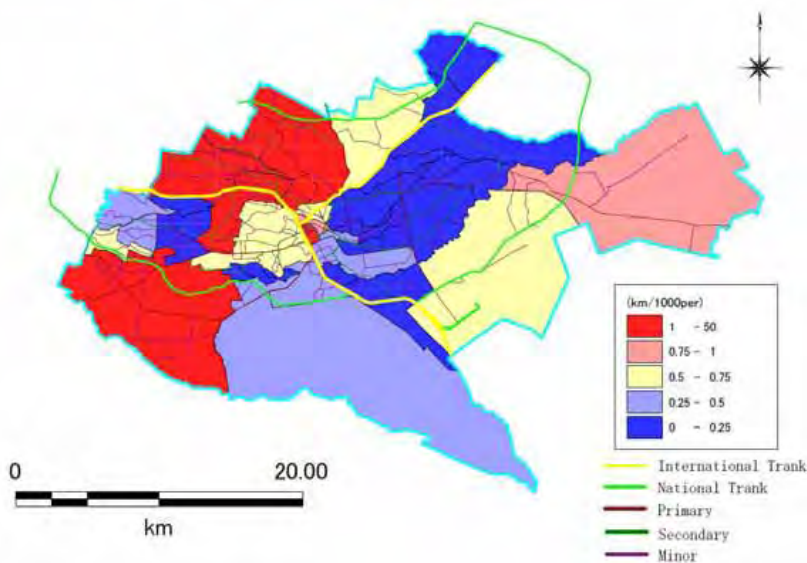 (km/1000per)
1 - 50
0.75 - 1
0.5 - 0.75
0.25 - 0.5
0 - 0.25
International Trank
National Trank
Primary
Secondary
Minor
0 20.00
km